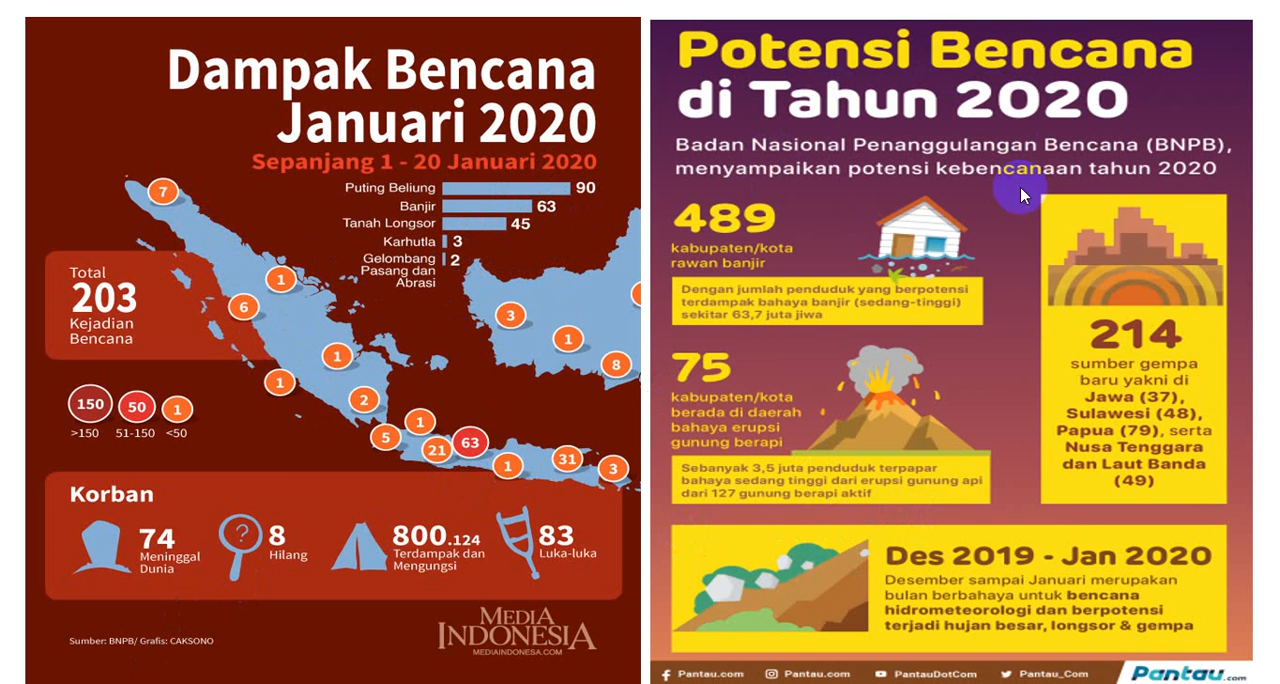 Dampak Bencana
Januari 2020
Sepanjang 1 - 20 Januari 2020
Puting Beliung 90
Banjir 63
Tanah Longsor 45
Karhutla 3
Gelombang
Pasang dan
Abrasi 2
7
1
6
1
1
2
5
1
21
63
1
31
3
3
1
8
Total
203
Kejadian
Bencana
150 50 1
>150 51-150 <50
Korban
74
Meninggal
Dunia
8
Hilang
800.124
Terdampak dan
Mengungsi
83
Luka-luka
Sumber: BNPB/ Grafis: CAKSONO
MEDIA
INDONESIA
MEDIAINDONESA.COM
Potensi Bencana
di Tahun 2020
Badan Nasional Penanggulangan Bencana (BNPB),
menyampaikan potensi kebencanaan tahun 2020
489
kabupaten/kota
rawan banjir
Dengan jumlah penduduk yang berpotensi
terdampak bahaya banjir (sedang-tinggi)
sekitar 63,7 juta jiwa
75
kabupaten/kota
berada di daerah
bahaya erupsi
gunung berapi
Sebanyak 3,5 juta penduduk terpapar
bahaya sedang tinggi dari erupsi gunung api
dari 127 gunung berapi aktif
214
sumber gempa
baru yakni di
Jawa (37),
Sulawesi (48),
Papua (79), serta
Nusa Tenggara
dan Laut Banda
(49)
Des 2019 - Jan 2020
Desember sampai Januari merupakan
bulan berbahaya untuk bencana
hidrometeorologi dan berpotensi
terjadi hujan besar, longsor & gempa
Pantau.com Pantau.com PantauDotCom Pantau_Com Pantau.com